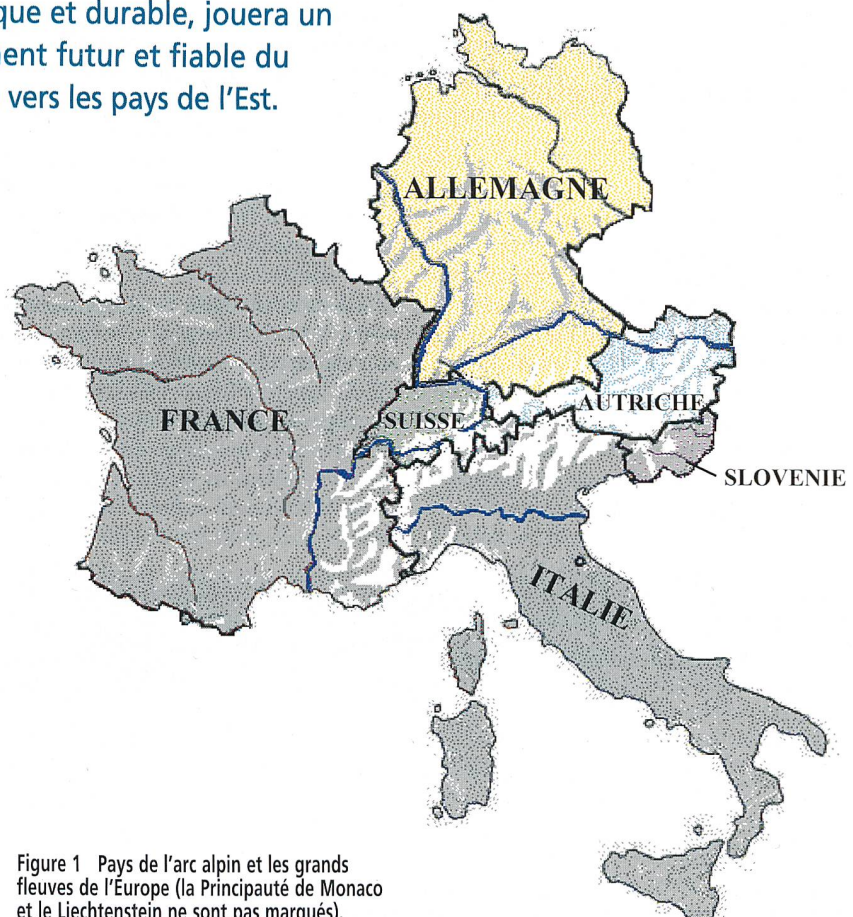 que et durable, jouera un
ent futur et fiable du
vers les pays de l'Est.
ALLEMAGNE
FRANCE
SUISSE
AUTRICHE
SLOVENIE
ITALIE
Figure 1 Pays de l'arc alpin et les grands
fleuves de l'Europe (la Principauté de Monaco
et le Liechtenstein ne sont pas marqués).